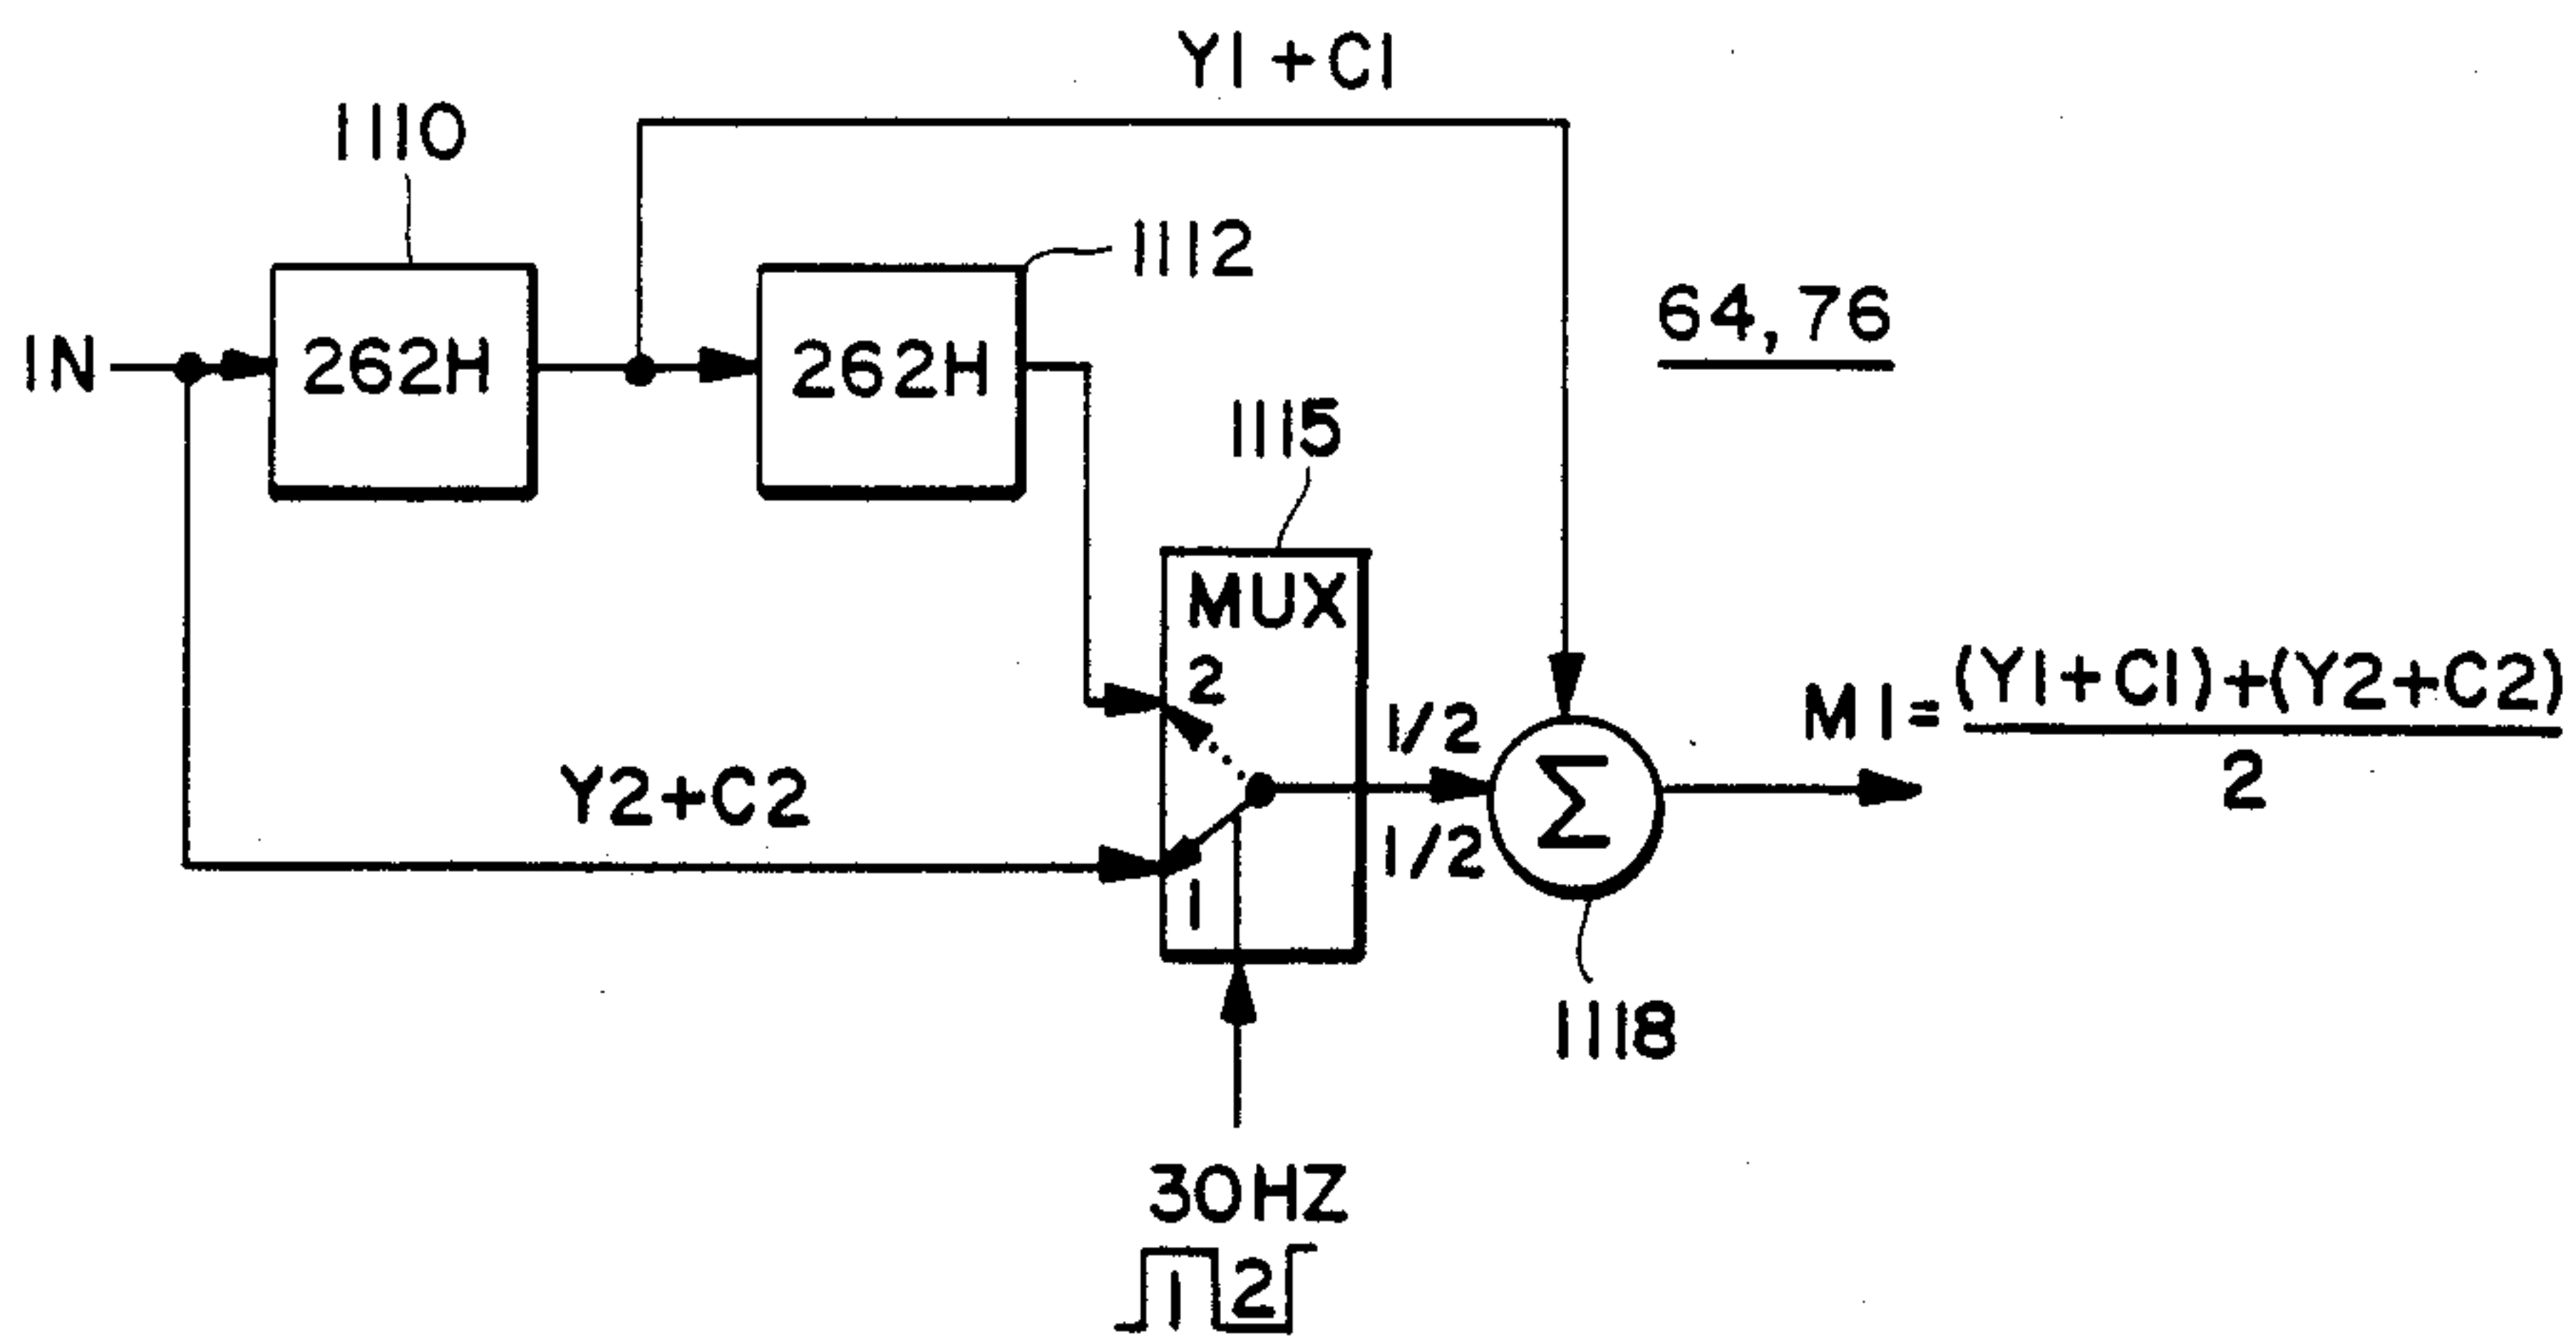 Y1+C1
1110
1112
IN
262H
262H
64, 76
1115
MUX
2
1/2
M1=
(Y1+C1)+(Y2+C2)
2
Y2+C2
Σ
1/2
1
1118
30HZ
1 2